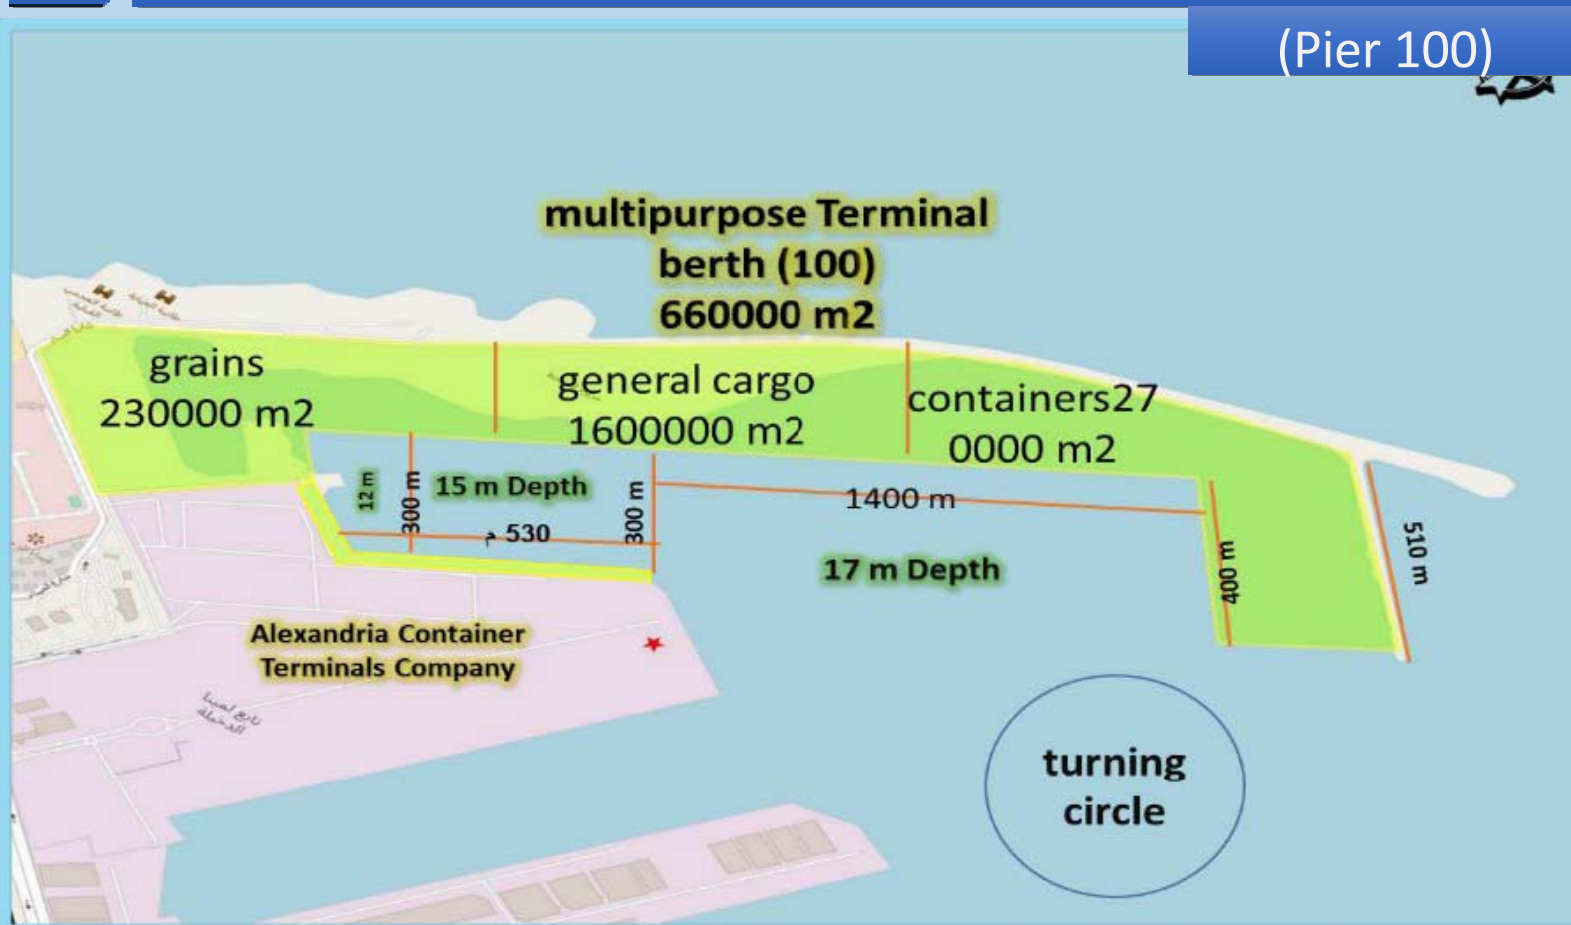 (Pier 100)
multipurpose Terminal
berth (100)
660000 m2
grains
230000 m2
general cargo
1600000 m2
containers27
0000 m2
12 m
300 m
15 m Depth
530 م
300 m
1400 m
17 m Depth
400 m
510 m
Alexandria Container
Terminals Company
turning
circle